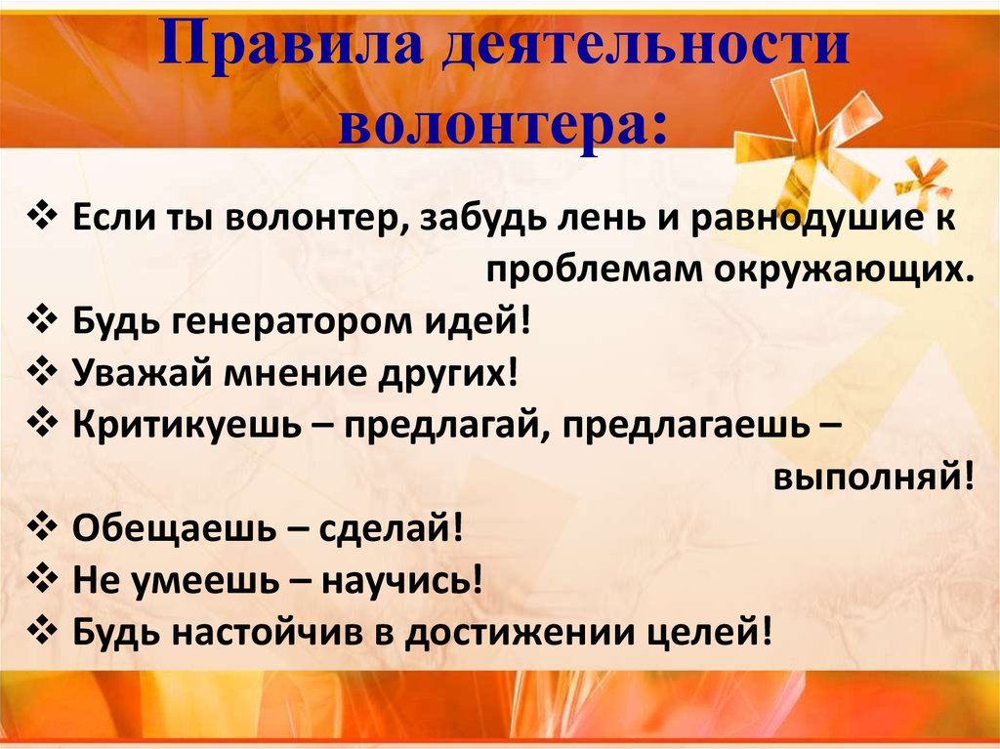 Правила деятельности
волонтера:
❖ Если ты волонтер, забудь лень и равнодушие к
проблемам окружающих.
❖ Будь генератором идей!
❖ Уважай мнение других!
❖ Критикуешь – предлагай, предлагаешь –
выполняй!
❖ Обещаешь – сделай!
❖ Не умеешь – научись!
❖ Будь настойчив в достижении целей!